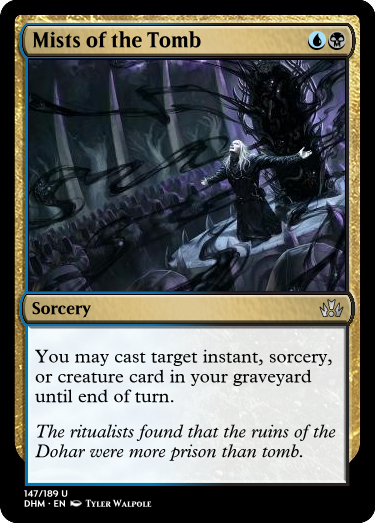 Mists of the Tomb
Sorcery
You may cast target instant, sorcery,
or creature card in your graveyard
until end of turn.
The ritualists found that the ruins of the
Dohar were more prison than tomb.
147/189 U
DHM • EN Tyler Walpole